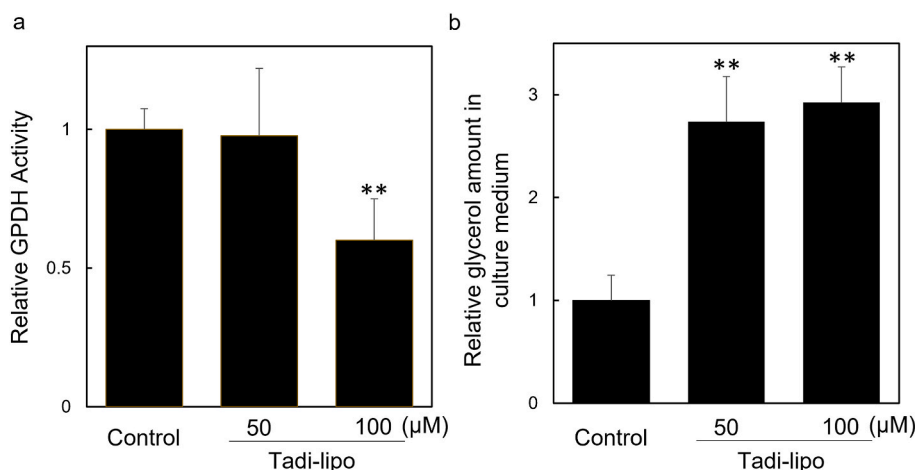 a
Relative GPDH Activity
1
0.5
0
**
Control
50
100 (μM)
Tadi-lipo
b
Relative glycerol amount in
culture medium
3
2
1
0
**
**
Control
50
100 (μM)
Tadi-lipo